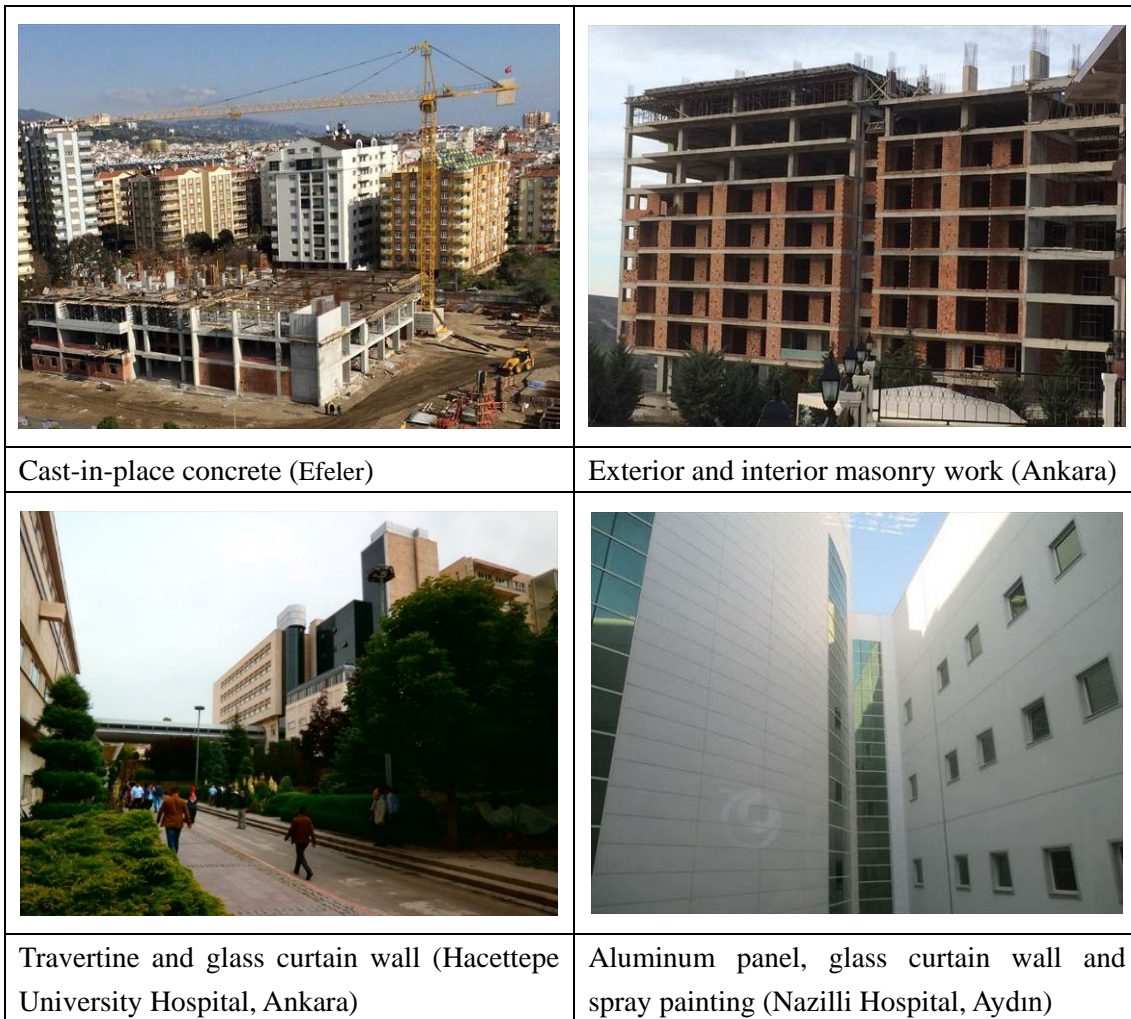 Cast-in-place concrete (Efeler)
Exterior and interior masonry work (Ankara)
Travertine and glass curtain wall (Hacettepe
University Hospital, Ankara)
Aluminum panel, glass curtain wall and
spray painting (Nazilli Hospital, Aydın)